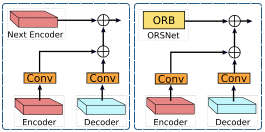 Next Encoder
Conv
Conv
Encoder
Decoder
ORB
ORSNet
Conv
Conv
Encoder
Decoder